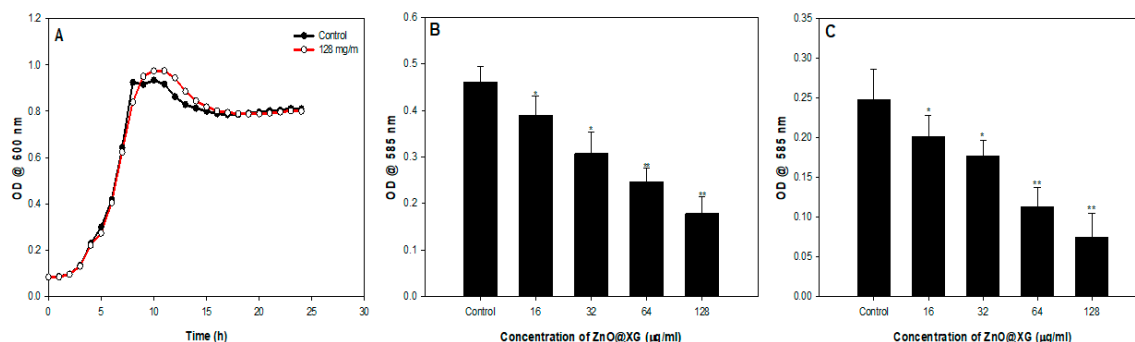 A
Control
128 mg/m
OD @ 600 nm
1.2
1.0
0.8
0.6
0.4
0.2
0.0
0 5 10 15 20 25 30
Time (h)
B
OD @ 585 nm
0.6
0.5
0.4
0.3
0.2
0.1
0.0
*
*
**
Control 16 32 64 128
Concentration of ZnO@XG (µg/ml)
C
OD @ 585 nm
0.35
0.30
0.25
0.20
0.15
0.10
0.05
0.00
*
*
**
**
Control 16 32 64 128
Concentration of ZnO@XG (µg/ml)